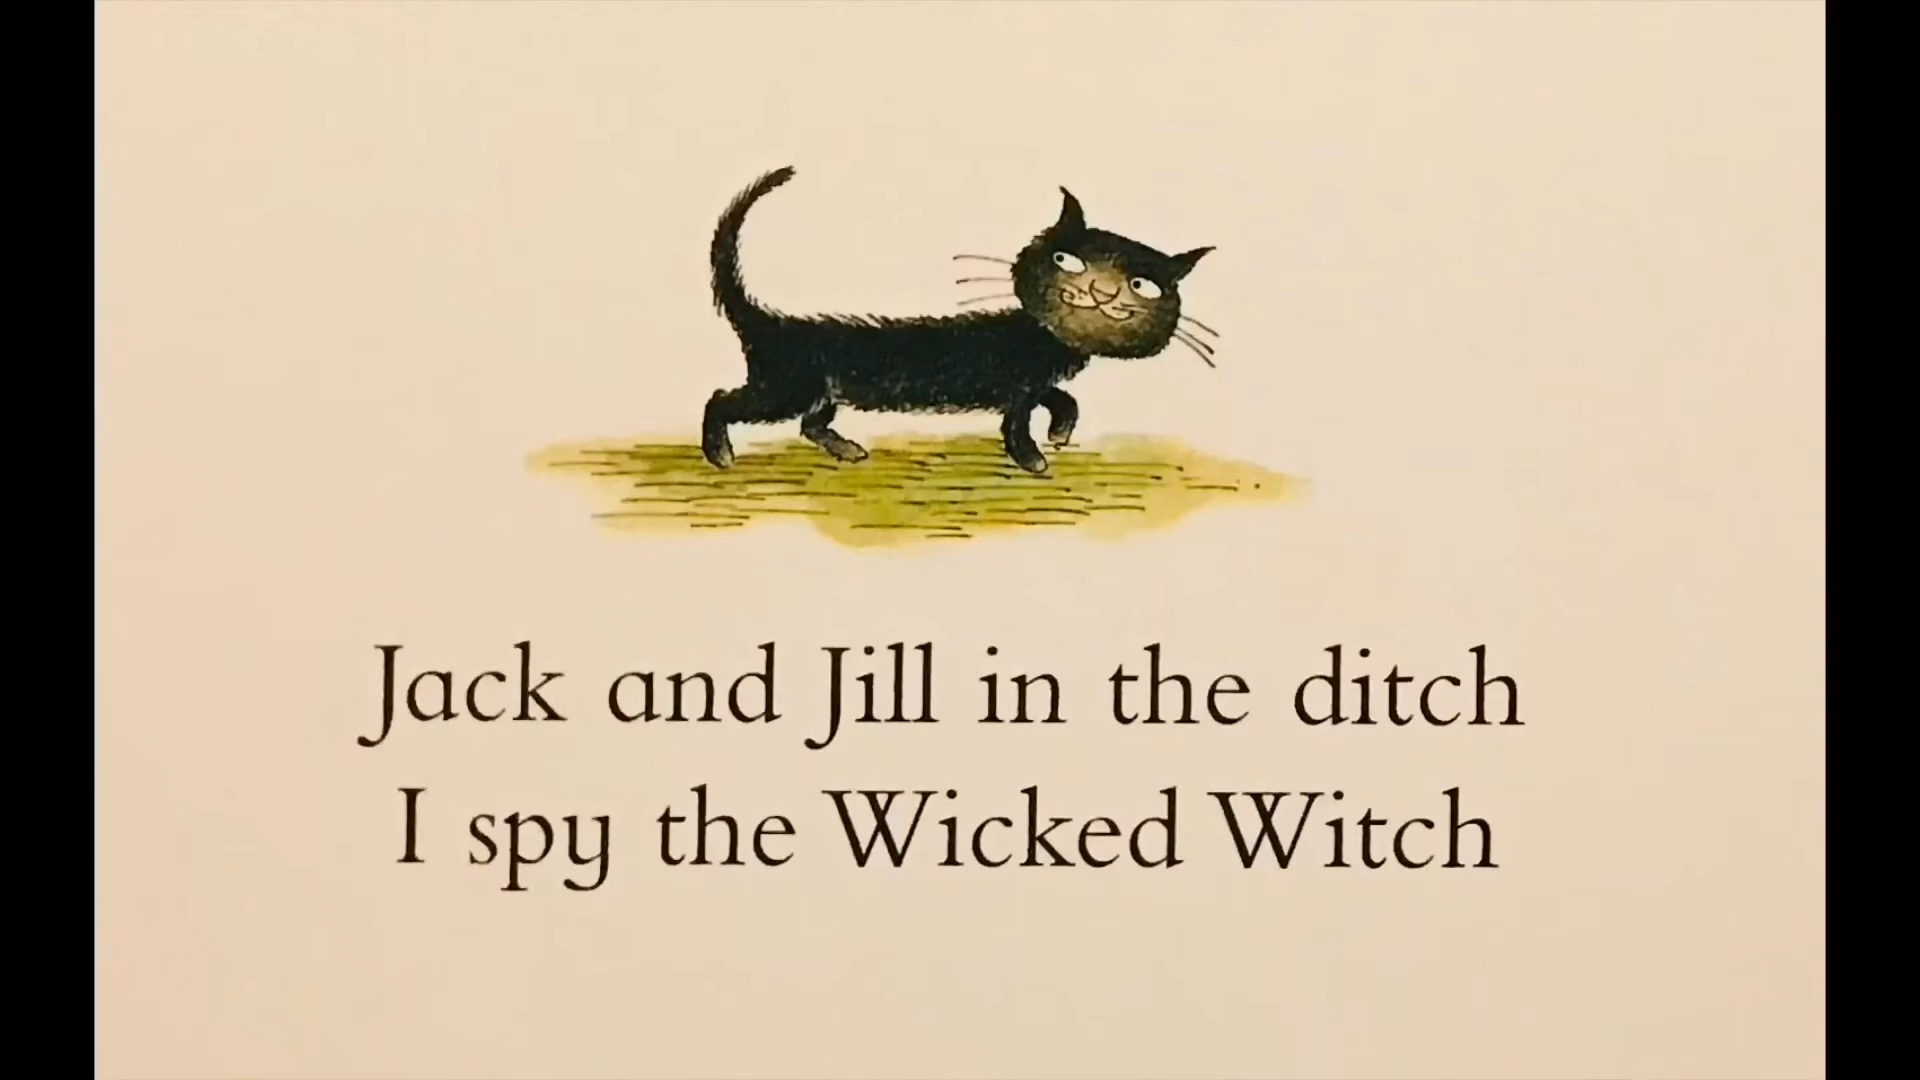 Jack and Jill in the ditch
I spy the Wicked Witch